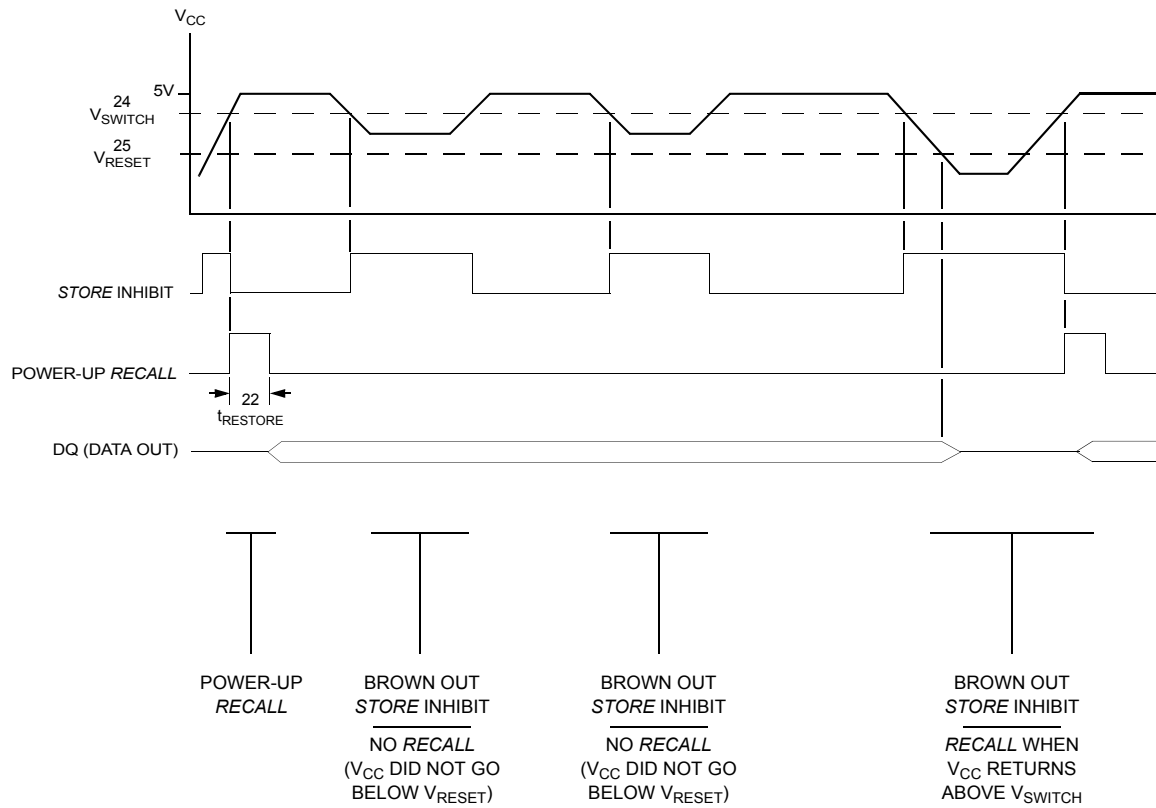 VCC
5V
24
VSWITCH
25
VRESET
STORE INHIBIT
POWER-UP RECALL
22
tRESTORE
DQ (DATA OUT)
POWER-UP
RECALL
BROWN OUT
STORE INHIBIT
NO RECALL
(VCC DID NOT GO
BELOW VRESET)
BROWN OUT
STORE INHIBIT
NO RECALL
(VCC DID NOT GO
BELOW VRESET)
BROWN OUT
STORE INHIBIT
RECALL WHEN
VCC RETURNS
ABOVE VSWITCH